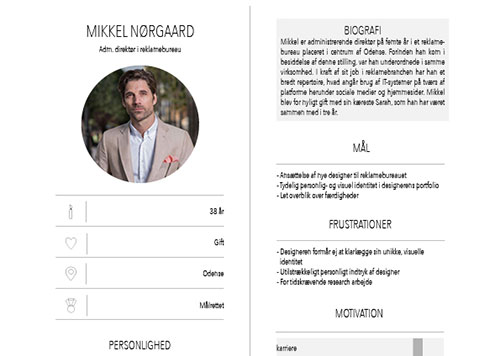 MIKKEL NØRGAARD
Adm. direktør i reklamebureau
38 år
Gift
Odense
Målrettet
PERSONLIGHED
BIOGRAFI
Mikkel er administrerende direktør på femte år i et reklame-
bureau placeret i centrum af Odense. Forinden han kom i
besiddelse af denne stilling, var han underordnede i samme
virksomhed. I kraft af sit job i reklamebranchen har han et
bredt repertoire, hvad angår brug af IT-systemer på tværs af
platforme herunder sociale medier og hjemmesider. Mikkel
blev for nyligt gift med sin kæreste Sarah, som han har været
sammen med i tre år.
MÅL
- Ansættelse af nye designer til reklamebureauet
- Tydelig personlig- og visuel identitet i designerens portfolio
- Let overblik over færdigheder
FRUSTRATIONER
- Designeren formår ej at klarlægge sin unikke, visuelle
identitet
- Utilstrækkeligt personligt indtryk af designer
- For tidskrævende research arbejde
MOTIVATION
karriere